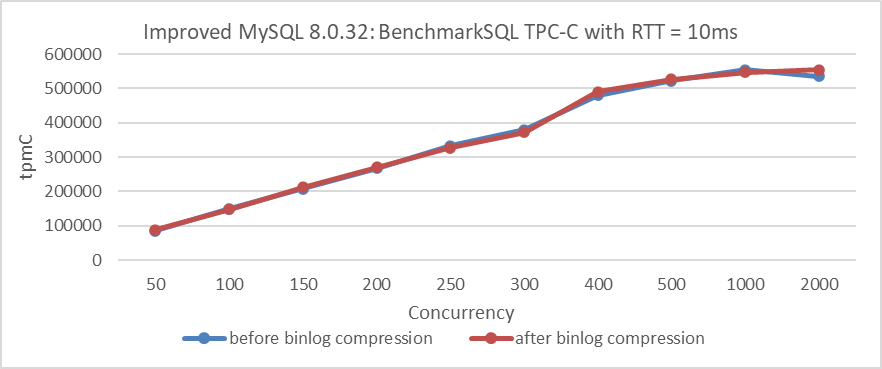 Improved MySQL 8.0.32: BenchmarkSQL TPC-C with RTT = 10ms
600000
500000
400000
300000
200000
100000
0
tpmC
50 100 150 200 250 300 400 500 1000 2000
Concurrency
before binlog compression after binlog compression